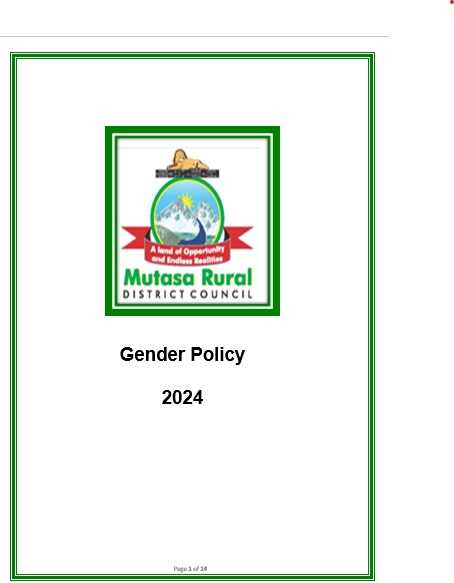 A land of Opportunity
and Endless Realities
Mutasa Rural
DISTRICT COUNCIL
Gender Policy
2024
Page 1 of 14